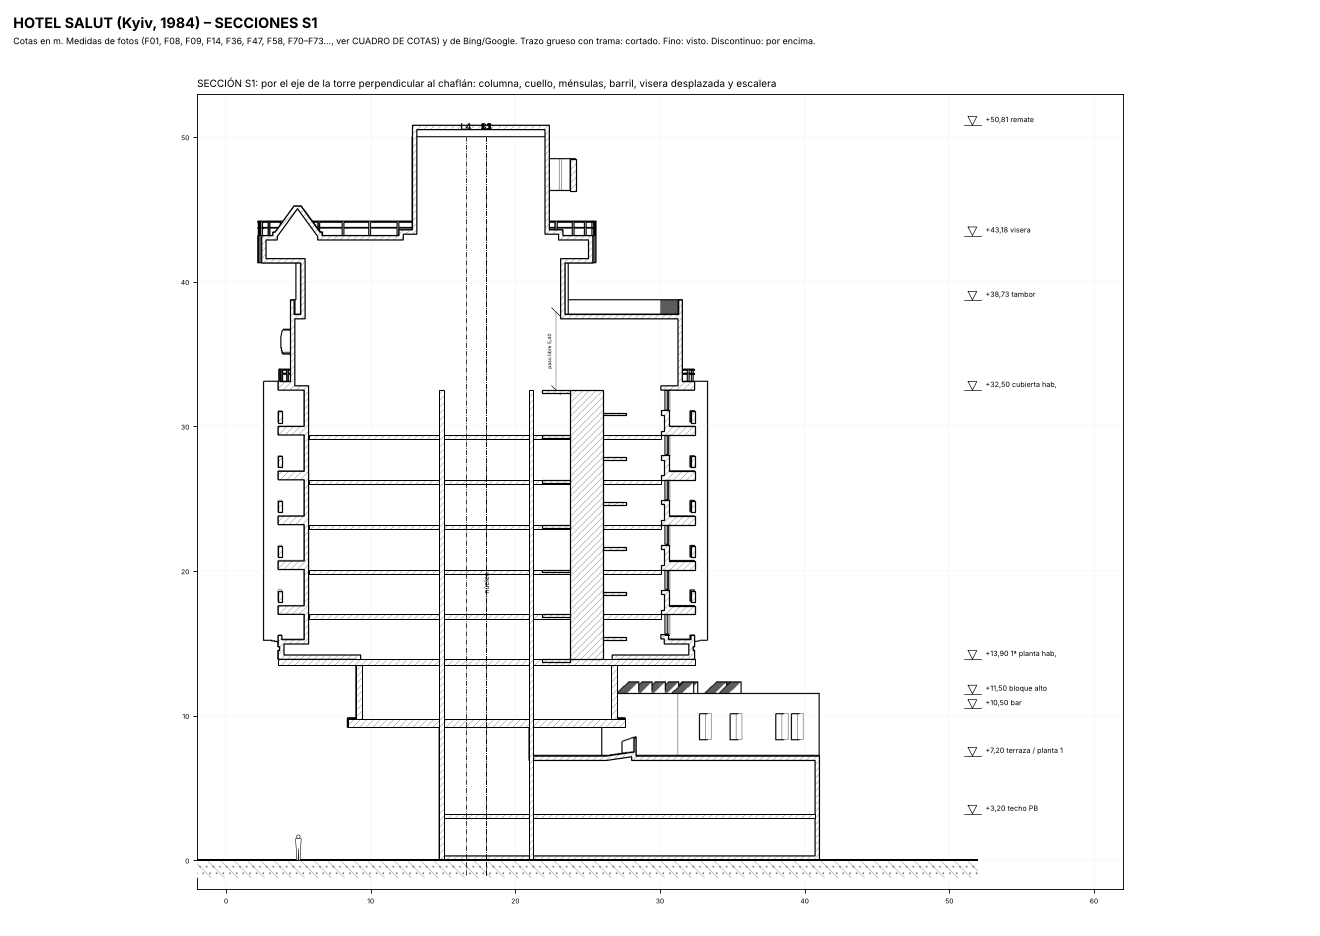 HOTEL SALUT (Kyiv, 1984) – SECCIONES S1
Cotas en m. Medidas de fotos (F01, F08, F09, F14, F36, F47, F58, F70–F73..., ver CUADRO DE COTAS) y de Bing/Google. Trazo grueso con trama: cortado. Fino: visto. Discontinuo: por encima.
SECCIÓN S1: por el eje de la torre perpendicular al chaflán: columna, cuello, ménsulas, barril, visera desplazada y escalera
+50,81 remate
50
+43,18 visera
40
+38,73 tambor
paso libre 5,40
+32,50 cubierta hab,
30
20
núcleo
+13,90 1ª planta hab,
+11,50 bloque alto
+10,50 bar
10
+7,20 terraza / planta 1
+3,20 techo PB
0
0 10 20 30 40 50 60